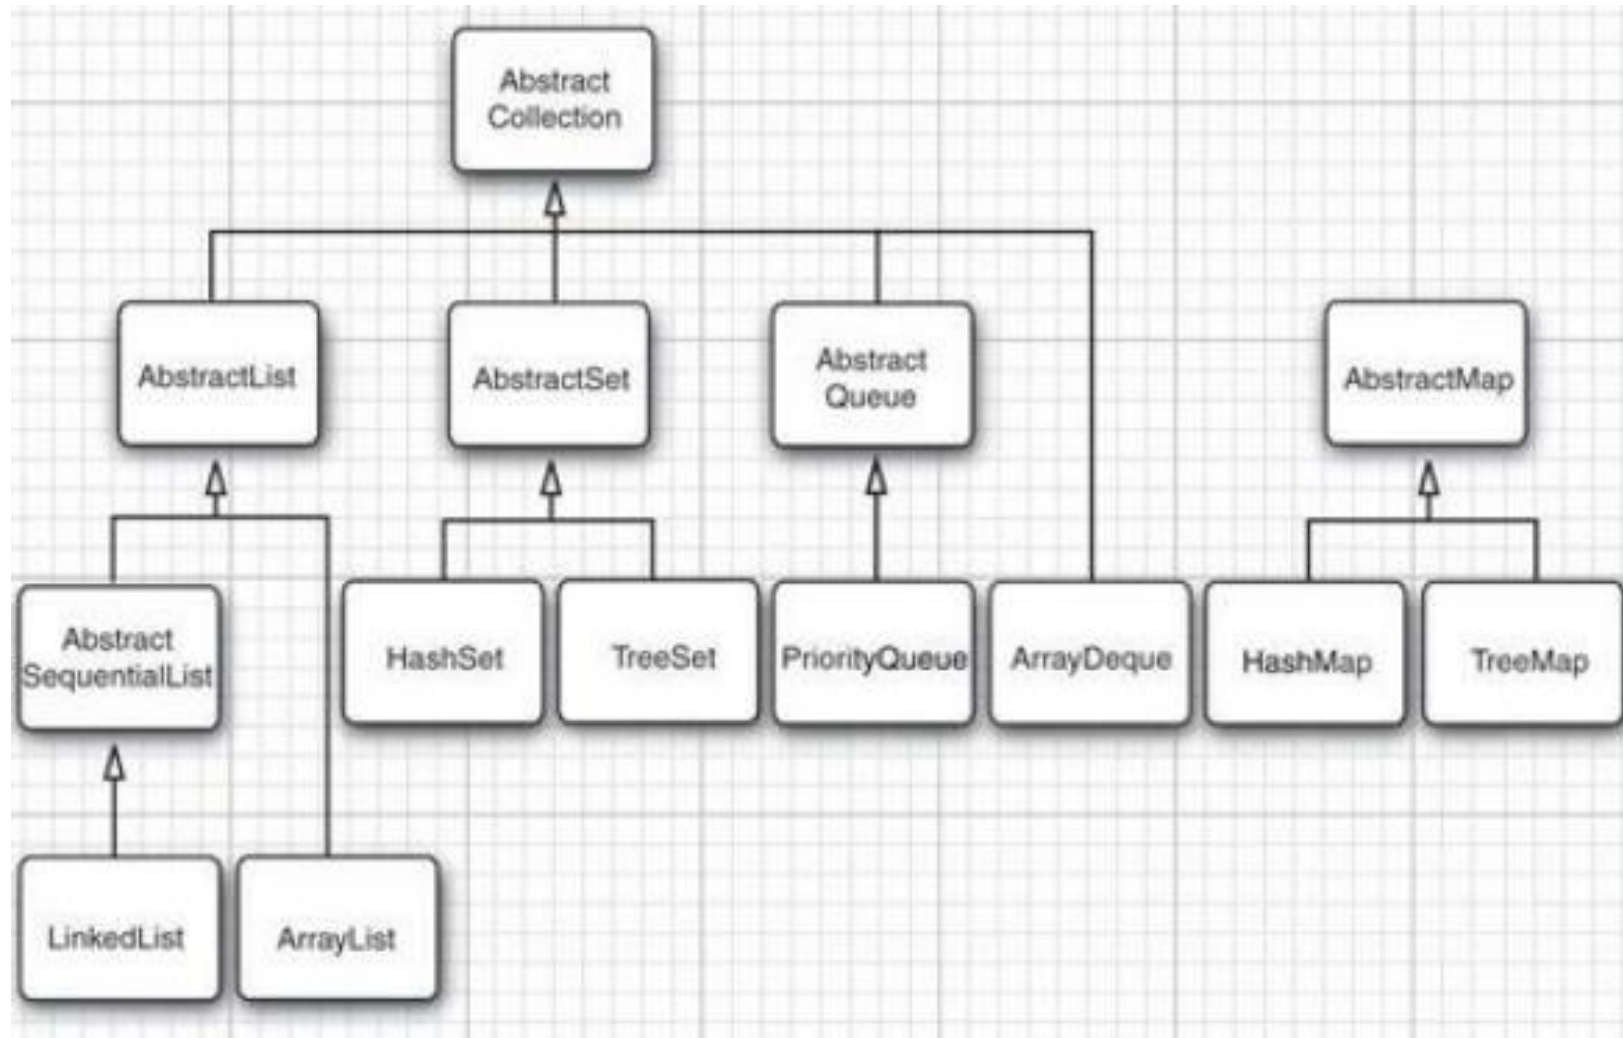 Abstract
Collection
AbstractList
AbstractSet
Abstract
Queue
AbstractMap
Abstract
SequentialList
HashSet
TreeSet
PriorityQueue
ArrayDeque
HashMap
TreeMap
LinkedList
ArrayList